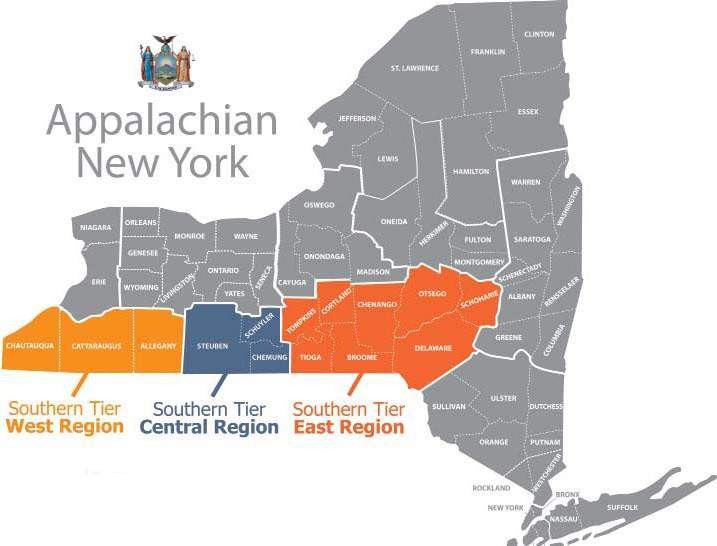 Appalachian
New York
CLINTON
FRANKLIN
ST. LAWRENCE
ESSEX
JEFFERSON
LEWIS
HAMILTON
WARREN
WASHINGTON
OSWEGO
ONEIDA
HERKIMER
FULTON
SARATOGA
NIAGARA
ORLEANS
MONROE
WAYNE
GENESEE
ONTARIO
SENECA
ONONDAGA
MADISON
MONTGOMERY
SCHENECTADY
ERIE
WYOMING
LIVINGSTON
YATES
CAYUGA
OTSEGO
SCHOHARIE
ALBANY
RENSSELAER
TOMPKINS
CORTLAND
CHENANGO
SCHUYLER
GREENE
COLUMBIA
CHAUTAUQUA
CATTARAUGUS
ALLEGANY
STEUBEN
CHEMUNG
TIOGA
BROOME
DELAWARE
Southern Tier
West Region
Southern Tier
Central Region
Southern Tier
East Region
SULLIVAN
ULSTER
DUTCHESS
ORANGE
PUTNAM
WESTCHESTER
ROCKLAND
BRONX
NEW YORK
NASSAU
SUFFOLK